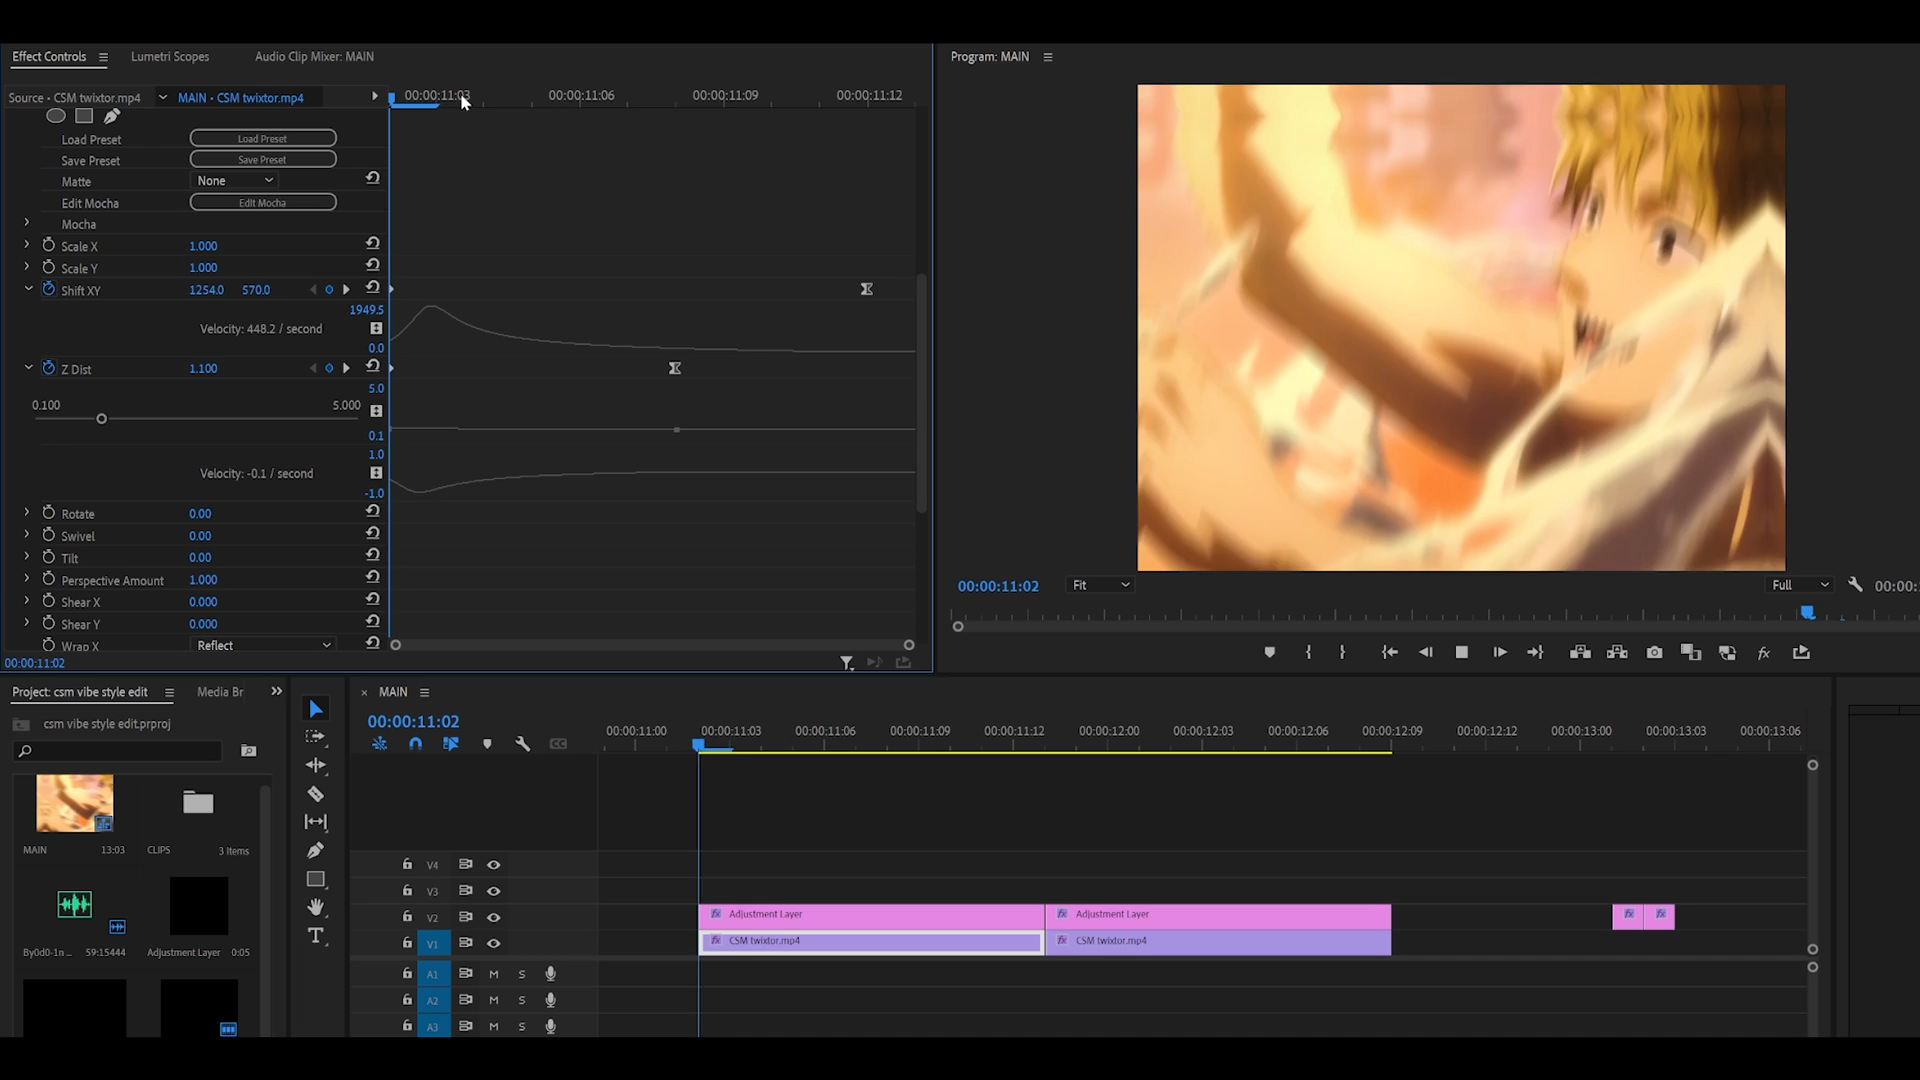 Effect Controls
Lumetri Scopes
Audio Clip Mixer: MAIN
Source • CSM twixtor.mp4
MAIN • CSM twixtor.mp4
00:00:11:03
00:00:11:06
00:00:11:09
00:00:11:12
Load Preset
Load Preset
Save Preset
Save Preset
Matte
None
Edit Mocha
Edit Mocha
Mocha
Scale X
1.000
Scale Y
1.000
Shift XY
1254.0
570.0
1949.5
Velocity: 448.2 / second
0.0
Z Dist
1.100
5.0
0.100
5.000
0.1
1.0
Velocity: -0.1 / second
-1.0
Rotate
0.00
Swivel
0.00
Tilt
0.00
Perspective Amount
1.000
Shear X
0.000
Shear Y
0.000
Wrap X
Reflect
00:00:11:02
Program: MAIN
00:00:11:02
Fit
Full
00:00:
Project: csm vibe style edit
Media Br
csm vibe style edit.prproj
MAIN
13:03
CLIPS
3 Items
By0d0-1n...
59:15444
Adjustment Layer
0:05
MAIN
00:00:11:02
00:00:11:00
00:00:11:03
00:00:11:06
00:00:11:09
00:00:11:12
00:00:12:00
00:00:12:03
00:00:12:06
00:00:12:09
00:00:12:12
00:00:13:00
00:00:13:03
00:00:13:06
V4
V3
V2
fx Adjustment Layer
fx Adjustment Layer
fx
fx
V1
fx CSM twixtor.mp4
fx CSM twixtor.mp4
A1
M
S
A2
M
S
A3
M
S